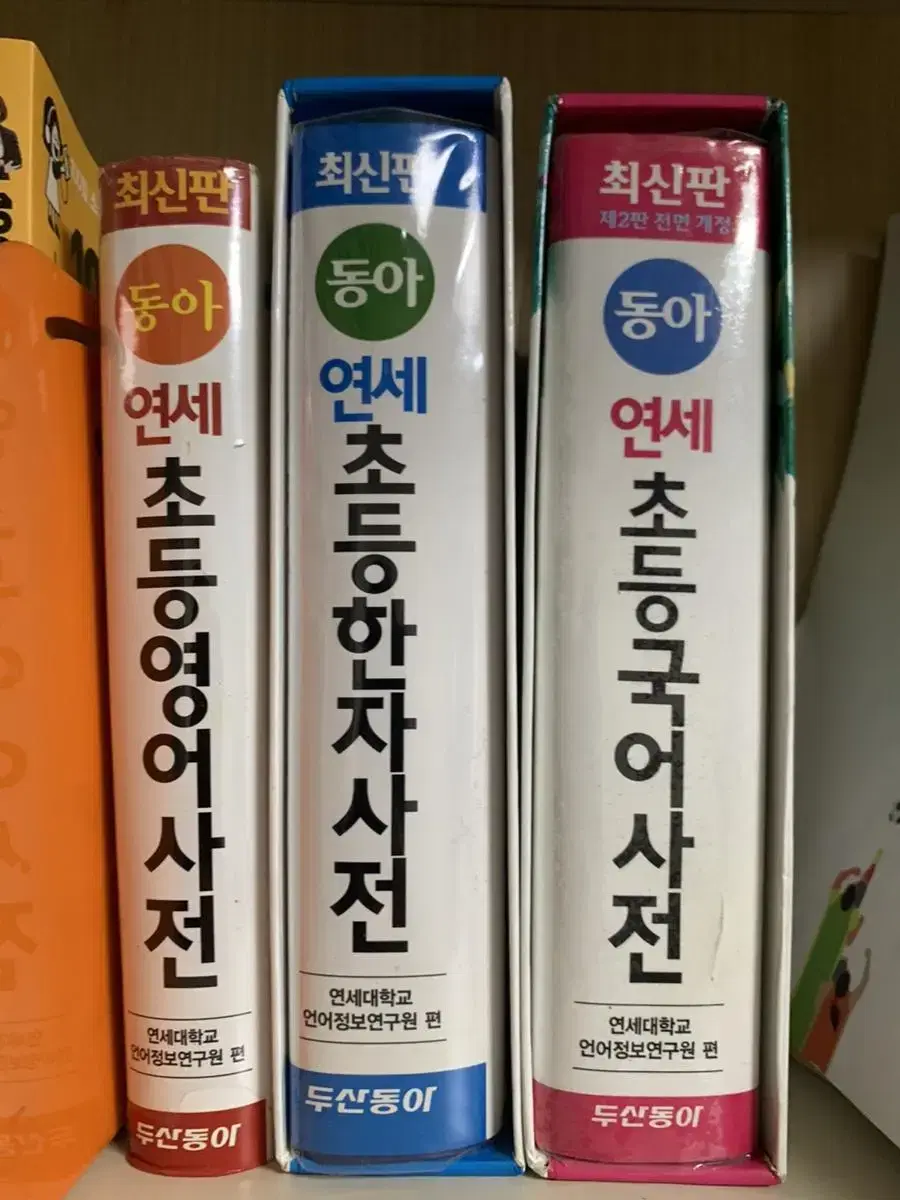 최신판
동아
연세
초등영어사전
연세대학교
언어정보연구원 편
두산동아
최신판
동아
연세
초등한자사전
연세대학교
언어정보연구원 편
두산동아
최신판
제2판 전면 개정
동아
연세
초등국어사전
연세대학교
언어정보연구원 편
두산동아